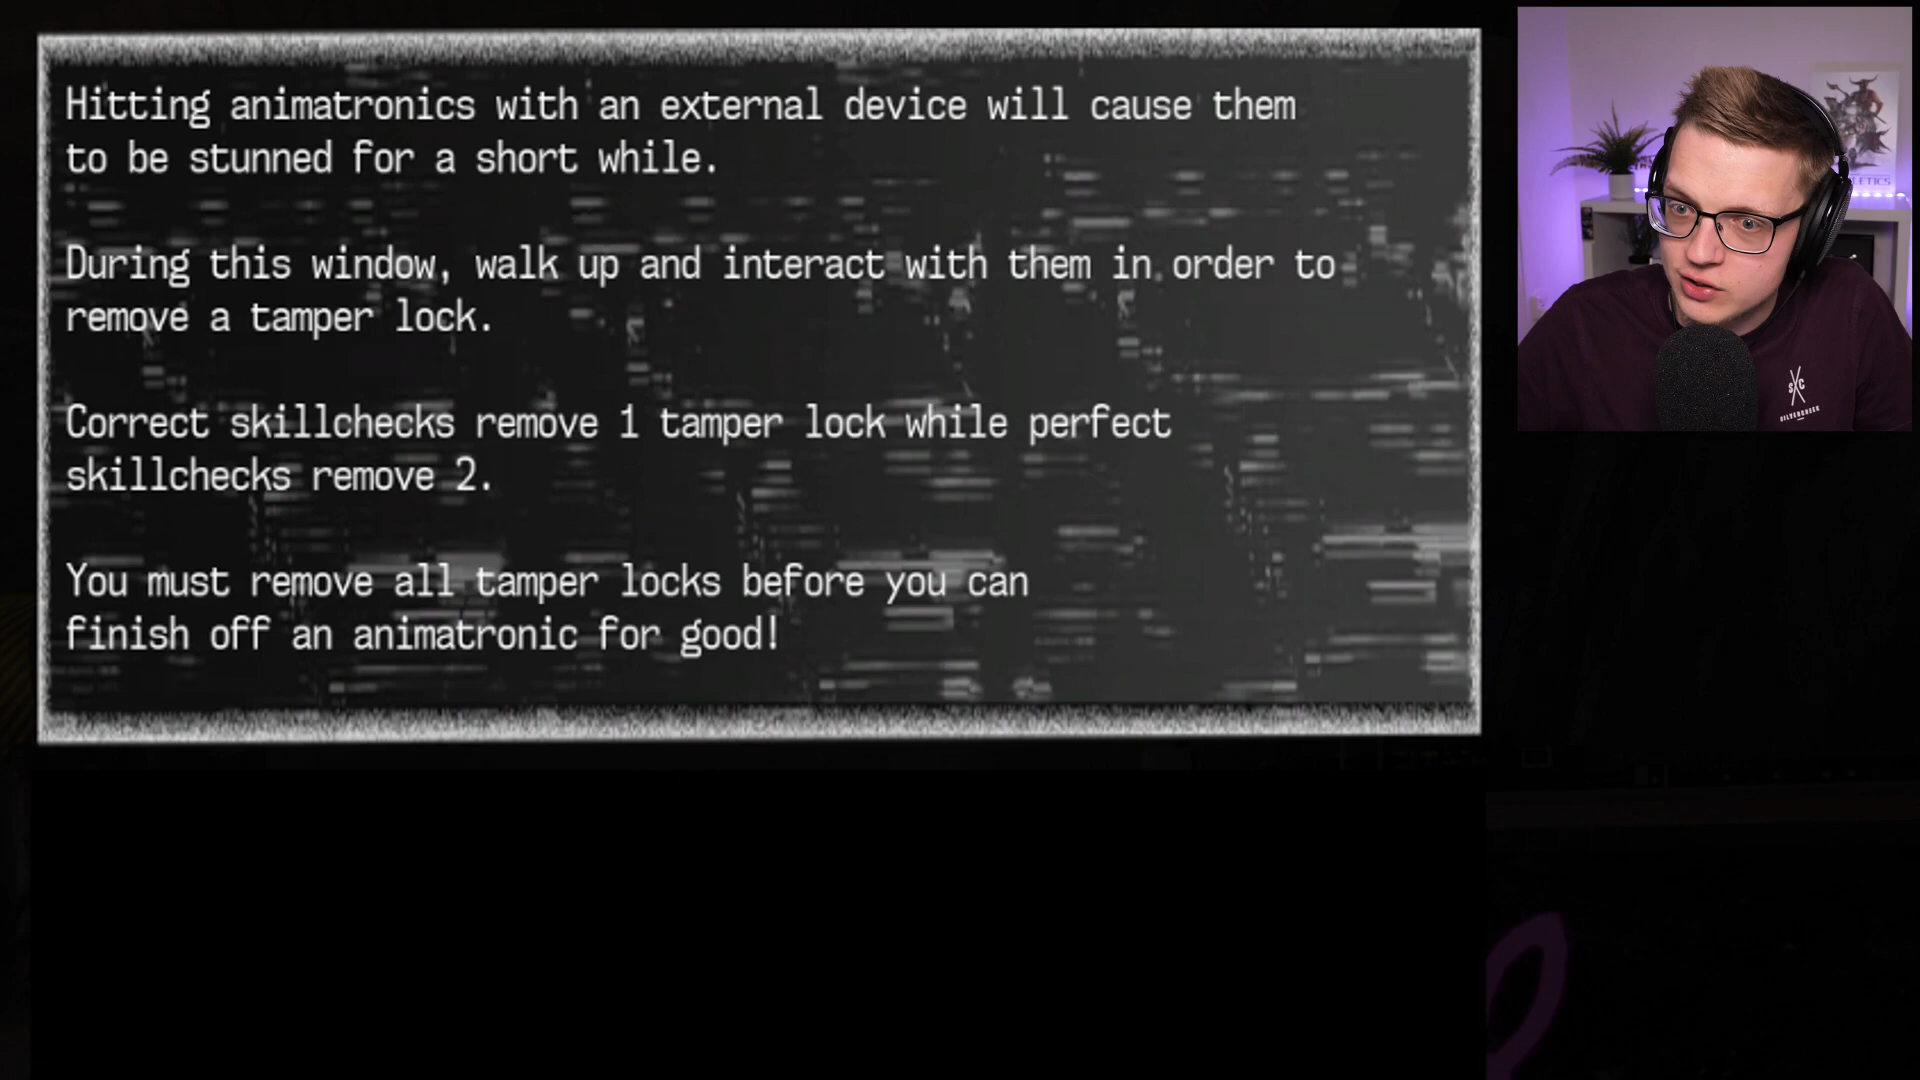 Hitting animatronics with an external device will cause them
to be stunned for a short while.
During this window, walk up and interact with them in order to
remove a tamper lock.
Correct skillchecks remove 1 tamper lock while perfect
skillchecks remove 2.
You must remove all tamper locks before you can
finish off an animatronic for good!
LETICS
S C
SILVERCREEK